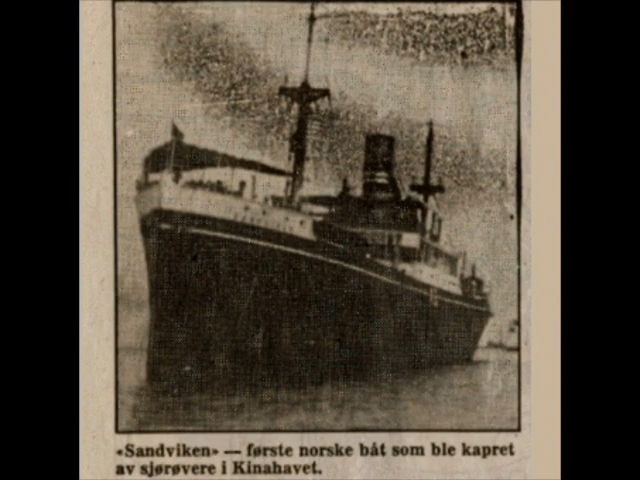 «Sandviken» — første norske båt som ble kapret
av sjørøvere i Kinahavet.